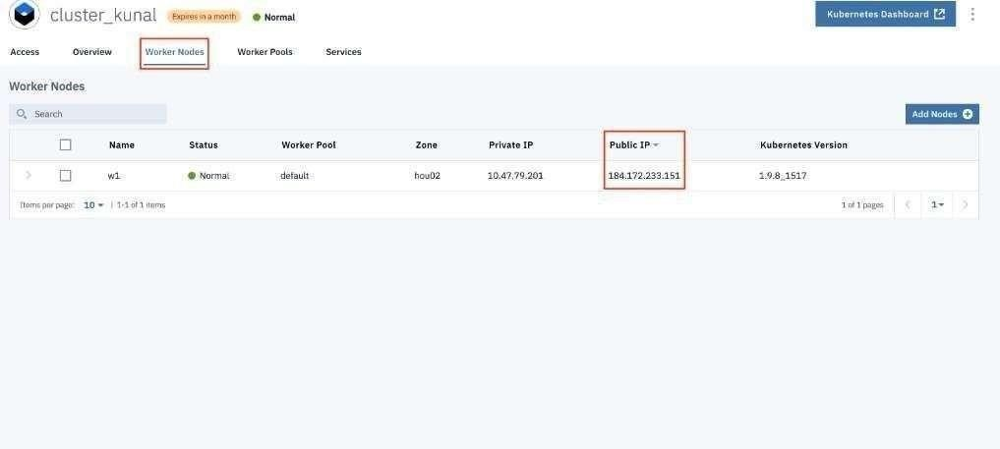 cluster_kunal Expires in a month Normal Kubernetes Dashboard
Access Overview Worker Nodes Worker Pools Services
Worker Nodes
Search Add Nodes
Name Status Worker Pool Zone Private IP Public IP Kubernetes Version
w1 Normal default hou02 10.47.79.201 184.172.233.151 1.9.8_1517
Items per page: 10 | 1-1 of 1 items 1 of 1 pages 1